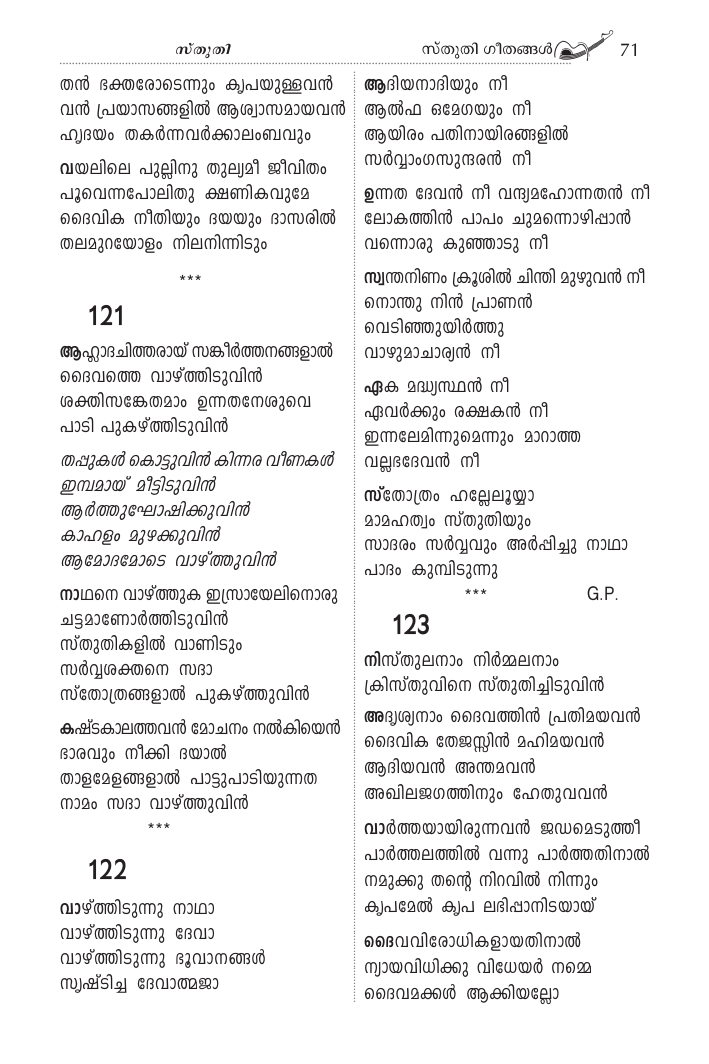 സ്തുതി
സ്തുതി ഗീതങ്ങൾ 71
തൻ ഭക്തരോടെന്നും കൃപയുള്ളവൻ
വൻ പ്രയാസങ്ങളിൽ ആശ്വാസമായവൻ
ഹൃദയം തകർന്നവർക്കാലംബവും
വയലിലെ പുല്ലിനു തുല്യമീ ജീവിതം
പൂവെന്നപോലിതു ക്ഷണികവുമേ
ദൈവിക നീതിയും ദയയും ദാസരിൽ
തലമുറയോളം നിലനിന്നിടും
***
121
ആഹ്ലാദചിത്തരായ് സങ്കീർത്തനങ്ങളാൽ
ദൈവത്തെ വാഴ്ത്തിടുവിൻ
ശക്തിസങ്കേതമാം ഉന്നതനേശുവെ
പാടി പുകഴ്ത്തിടുവിൻ
തപ്പുകൾ കൊട്ടുവിൻ കിന്നര വീണകൾ
ഇമ്പമായ് മീട്ടിടുവിൻ
ആർത്തുഘോഷിക്കുവിൻ
കാഹളം മുഴക്കുവിൻ
ആമോദമോടെ വാഴ്ത്തുവിൻ
നാഥനെ വാഴ്ത്തുക ഇസ്രായേലിനൊരു
ചട്ടമാണോർത്തിടുവിൻ
സ്തുതികളിൽ വാണിടും
സർവ്വശക്തനെ സദാ
സ്തോത്രങ്ങളാൽ പുകഴ്ത്തുവിൻ
കഷ്ടകാലത്തവൻ മോചനം നൽകിയെൻ
ഭാരവും നീക്കി ദയാൽ
താളമേളങ്ങളാൽ പാട്ടുപാടിയുന്നത
നാമം സദാ വാഴ്ത്തുവിൻ
***
122
വാഴ്ത്തിടുന്നു നാഥാ
വാഴ്ത്തിടുന്നു ദേവാ
വാഴ്ത്തിടുന്നു ഭൂവാനങ്ങൾ
സൃഷ്ടിച്ച ദേവാത്മജാ
ആദിയനാദിയും നീ
ആൽഫ ഒമേഗയും നീ
ആയിരം പതിനായിരങ്ങളിൽ
സർവ്വാംഗസുന്ദരൻ നീ
ഉന്നത ദേവൻ നീ വന്ദ്യമഹോന്നതൻ നീ
ലോകത്തിൻ പാപം ചുമന്നൊഴിപ്പാൻ
വന്നൊരു കുഞ്ഞാടു നീ
സ്വന്തനിണം ക്രൂശിൽ ചിന്തി മുഴുവൻ നീ
നൊന്തു നിൻ പ്രാണൻ
വെടിഞ്ഞുയിർത്തു
വാഴുമാചാര്യൻ നീ
ഏക മദ്ധ്യസ്ഥൻ നീ
ഏവർക്കും രക്ഷകൻ നീ
ഇന്നലേമിന്നുമെന്നും മാറാത്ത
വല്ലഭദേവൻ നീ
സ്തോത്രം ഹല്ലേലൂയ്യാ
മാമഹത്വം സ്തുതിയും
സാദരം സർവ്വവും അർപ്പിച്ചു നാഥാ
പാദം കുമ്പിടുന്നു
*** G.P.
123
നിസ്തുലനാം നിർമ്മലനാം
ക്രിസ്തുവിനെ സ്തുതിച്ചിടുവിൻ
അദൃശ്യനാം ദൈവത്തിൻ പ്രതിമയവൻ
ദൈവിക തേജസ്സിൻ മഹിമയവൻ
ആദിയവൻ അന്തമവൻ
അഖിലജഗത്തിനും ഹേതുവവൻ
വാർത്തയായിരുന്നവൻ ജഡമെടുത്തീ
പാർത്തലത്തിൽ വന്നു പാർത്തതിനാൽ
നമുക്കു തന്റെ നിറവിൽ നിന്നും
കൃപമേൽ കൃപ ലഭിപ്പാനിടയായ്
ദൈവവിരോധികളായതിനാൽ
ന്യായവിധിക്കു വിധേയർ നമ്മെ
ദൈവമക്കൾ ആക്കിയല്ലോ